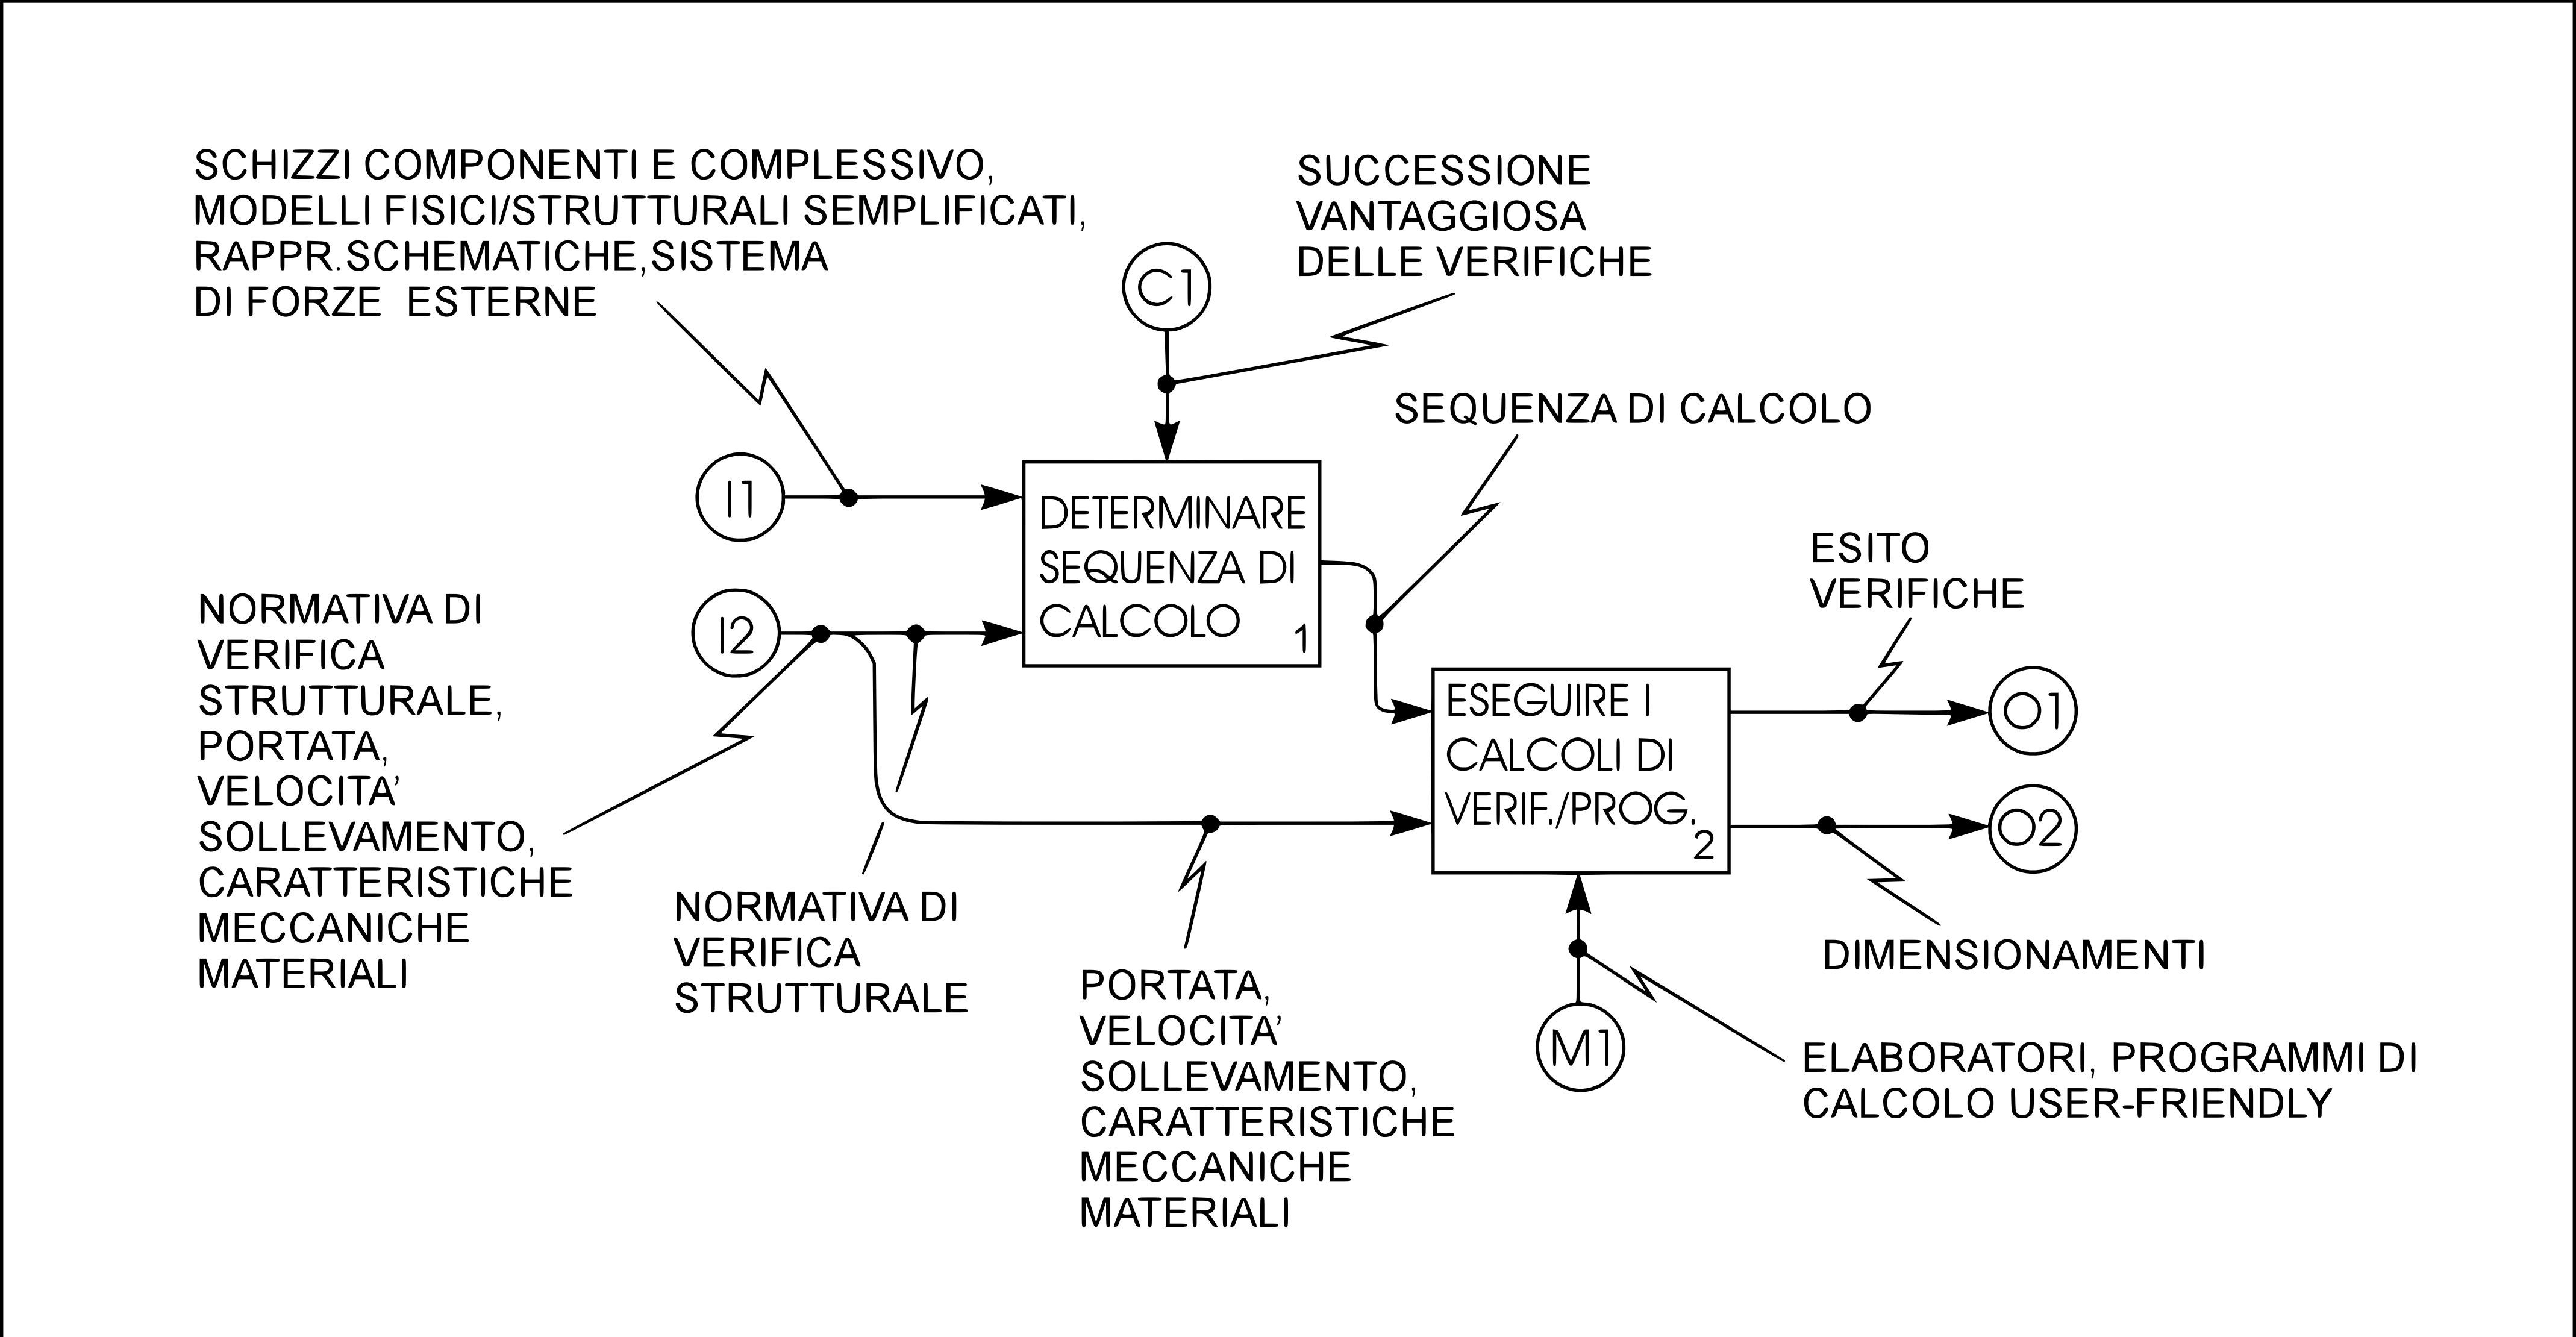 SCHIZZI COMPONENTI E COMPLESSIVO,
MODELLI FISICI/STRUTTURALI SEMPLIFICATI,
RAPPR.SCHEMATICHE,SISTEMA
DI FORZE ESTERNE
SUCCESSIONE
VANTAGGIOSA
DELLE VERIFICHE
C1
SEQUENZA DI CALCOLO
I1
DETERMINARE
SEQUENZA DI
CALCOLO
1
I2
NORMATIVA DI
VERIFICA
STRUTTURALE,
PORTATA,
VELOCITA'
SOLLEVAMENTO,
CARATTERISTICHE
MECCANICHE
MATERIALI
ESITO
VERIFICHE
ESEGUIRE I
CALCOLI DI
VERIF./PROG.
2
O1
O2
NORMATIVA DI
VERIFICA
STRUTTURALE
PORTATA,
VELOCITA'
SOLLEVAMENTO,
CARATTERISTICHE
MECCANICHE
MATERIALI
DIMENSIONAMENTI
M1
ELABORATORI, PROGRAMMI DI
CALCOLO USER-FRIENDLY